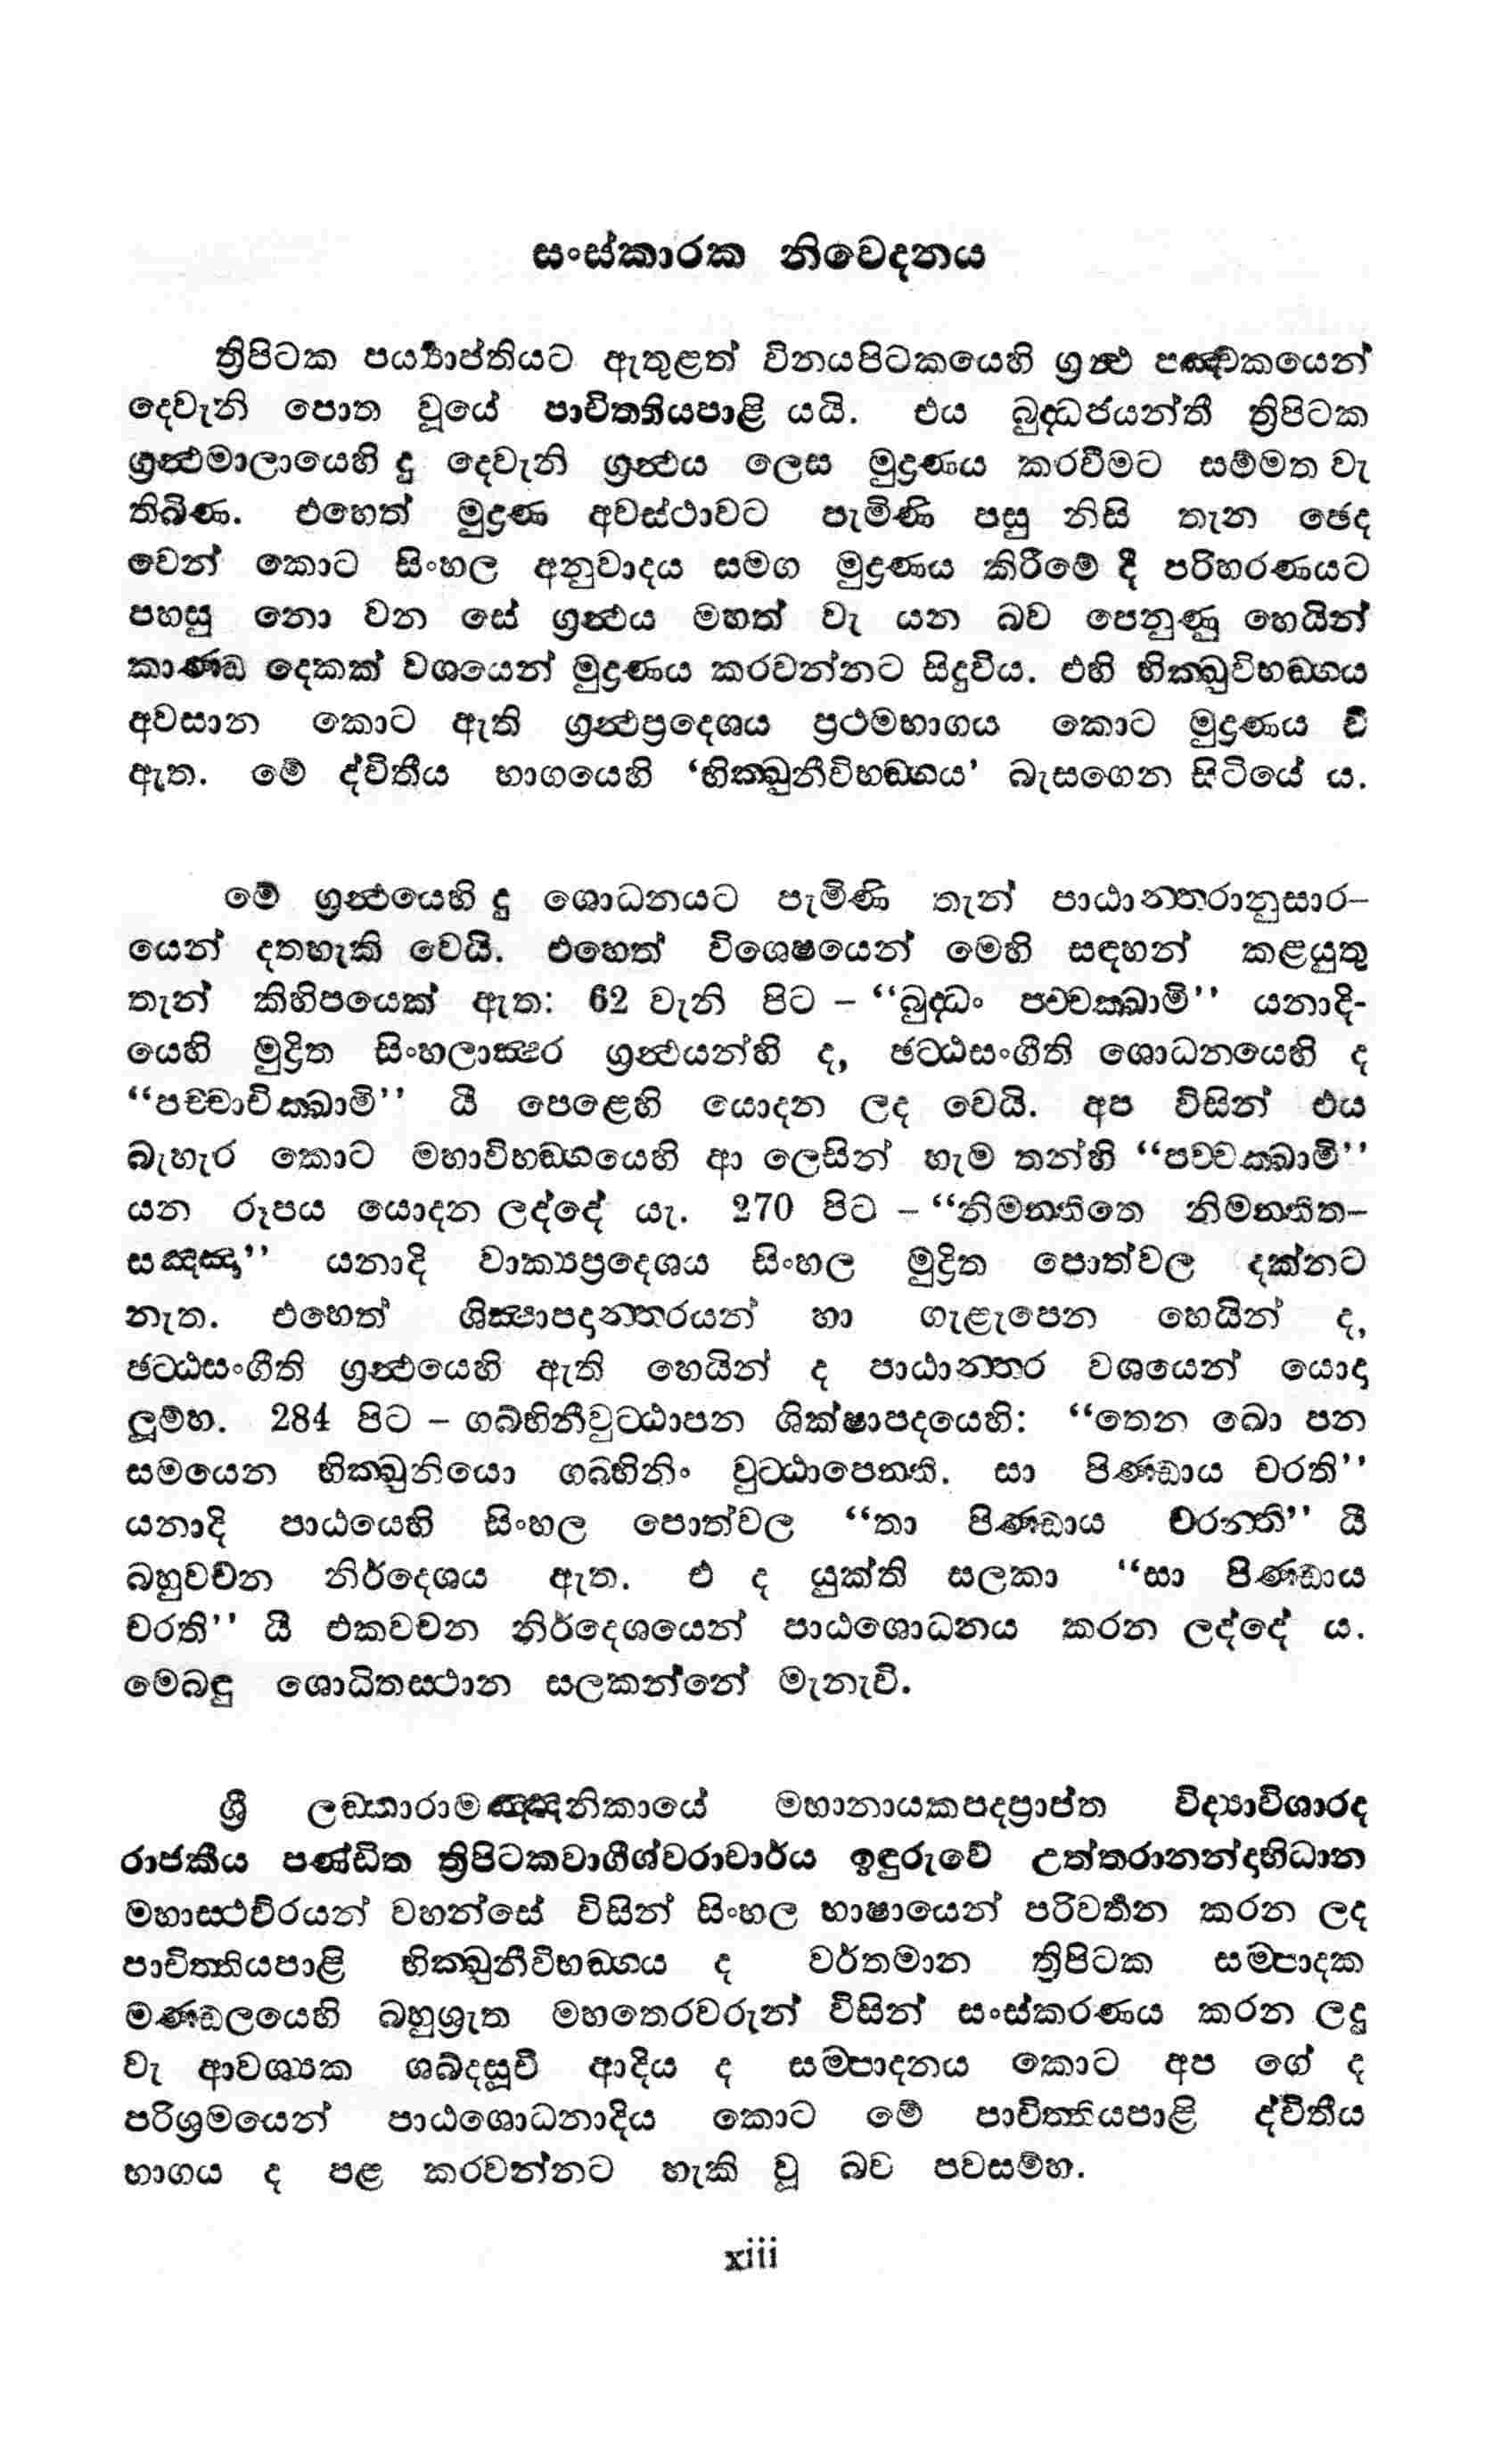 සංස්කාරක නිවෙදනය
ත්‍රිපිටක පර්‍ය්‍යාප්තියට ඇතුළත් විනයපිටකයෙහි ග්‍රන්‍ථ පඤ්චකයෙන්
දෙවැනි පොත වූයේ පාචිත්තියපාළි යයි. එය බුද්ධජයන්ති ත්‍රිපිටක
ග්‍රන්‍ථමාලායෙහි දු දෙවැනි ග්‍රන්‍ථය ලෙස මුද්‍රණය කරවීමට සම්මත වැ
තිබිණ. එහෙත් මුද්‍රණ අවස්ථාවට පැමිණි පසු නිසි තැන ඡෙද
වෙන් කොට සිංහල අනුවාදය සමග මුද්‍රණය කිරීමේ දී පරිහරණයට
පහසු නො වන සේ ග්‍රන්‍ථය මහත් වැ යන බව පෙනුණු හෙයින්
කාණ්ඩ දෙකක් වශයෙන් මුද්‍රණය කරවන්නට සිදුවිය. එහි භික්ඛුවිභඞ්ගය
අවසාන කොට ඇති ග්‍රන්‍ථප්‍රදෙශය ප්‍රථමභාගය කොට මුද්‍රණය වී
ඇත. මේ ද්විතීය භාගයෙහි ‘භික්ඛුනීවිභඞ්ගය’ බැසගෙන සිටියේ ය.
මේ ග්‍රන්‍ථයෙහි දු ශොධනයට පැමිණි තැන් පාඨාන්තරානුසාර–
යෙන් දතහැකි වෙයි. එහෙත් විශෙෂයෙන් මෙහි සඳහන් කළයුතු
තැන් කිහිපයෙක් ඇත: 62 වැනි පිට – “බුද්ධං පච්චක්ඛාමි” යනාදි-
යෙහි මුද්‍රිත සිංහලාක්‍ෂර ග්‍රන්‍ථයන්හි ද, ඡට්ඨසංගීති ශොධනයෙහි ද
“පච්චාචික්ඛාමි” යී පෙළෙහි යොදන ලද වෙයි. අප විසින් එය
බැහැර කොට මහාවිභඞ්ගයෙහි ආ ලෙසින් හැම තන්හි “පච්චක්ඛාමි”
යන රූපය යොදන ලද්දේ යැ. 270 පිට – “නිමන්තිතෙ නිමන්තිත–
සඤ්ඤා” යනාදි වාක්‍යප්‍රදෙශය සිංහල මුද්‍රිත පොත්වල දක්නට
නැත. එහෙත් ශික්‍ෂාපදාන්තරයන් හා ගැළැපෙන හෙයින් ද,
ඡට්ඨසංගීති ග්‍රන්‍ථයෙහි ඇති හෙයින් ද පාඨාන්තර වශයෙන් යොදා
ලූම්හ. 284 පිට – ගබ්භිනීවුට්ඨාපන ශික්ෂාපදයෙහි: “තෙන ඛො පන
සමයෙන භික්ඛුනියො ගබ්භිනිං වුට්ඨාපෙන්ති. සා පිණ්ඩාය චරති”
යනාදි පාඨයෙහි සිංහල පොත්වල “තා පිණ්ඩාය චරන්ති” යී
බහුවචන නිර්දෙශය ඇත. එ ද යුක්ති සලකා “සා පිණ්ඩාය
චරති” යී එකවචන නිර්දෙශයෙන් පාඨශොධනය කරන ලද්දේ ය.
මෙබඳු ශොධිතස්ථාන සලකන්නේ මැනැවි.
ශ්‍රී ලඞ්කාරාමඤ්ඤනිකායේ මහානායකපදප්‍රාප්ත විද්‍යාවිශාරද
රාජකීය පණ්ඩිත ත්‍රිපිටකවාගීශ්වරාචාර්ය ඉඳුරුවේ උත්තරානන්දාභිධාන
මහාස්ථවිරයන් වහන්සේ විසින් සිංහල භාෂායෙන් පරිවර්‍තන කරන ලද
පාචිත්තියපාළි භික්ඛුනීවිභඞ්ගය ද වර්තමාන ත්‍රිපිටක සම්පාදක
මණ්ඩලයෙහි බහුශ්‍රැත මහතෙරවරුන් විසින් සංස්කරණය කරන ලදු
වැ ආවශ්‍යක ශබ්දසූචී ආදිය ද සම්පාදනය කොට අප ගේ ද
පරිශ්‍රමයෙන් පාඨශොධනාදිය කොට මේ පාචිත්තියපාළි ද්විතීය
භාගය ද පළ කරවන්නට හැකි වූ බව පවසම්හ.
xiii